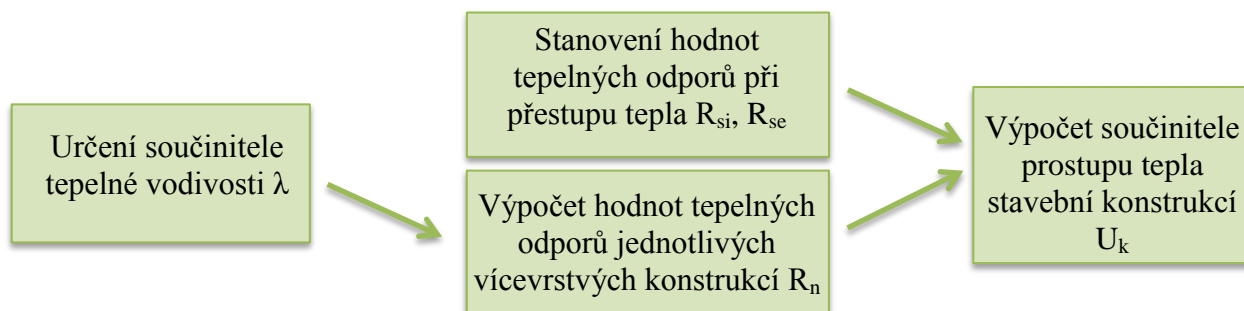 Určení součinitele
tepelné vodivosti λ
Stanovení hodnot
tepelných odporů při
přestupu tepla Rsi, Rse
Výpočet hodnot tepelných
odporů jednotlivých
vícevrstvých konstrukcí Rn
Výpočet součinitele
prostupu tepla
stavební konstrukcí
Uk